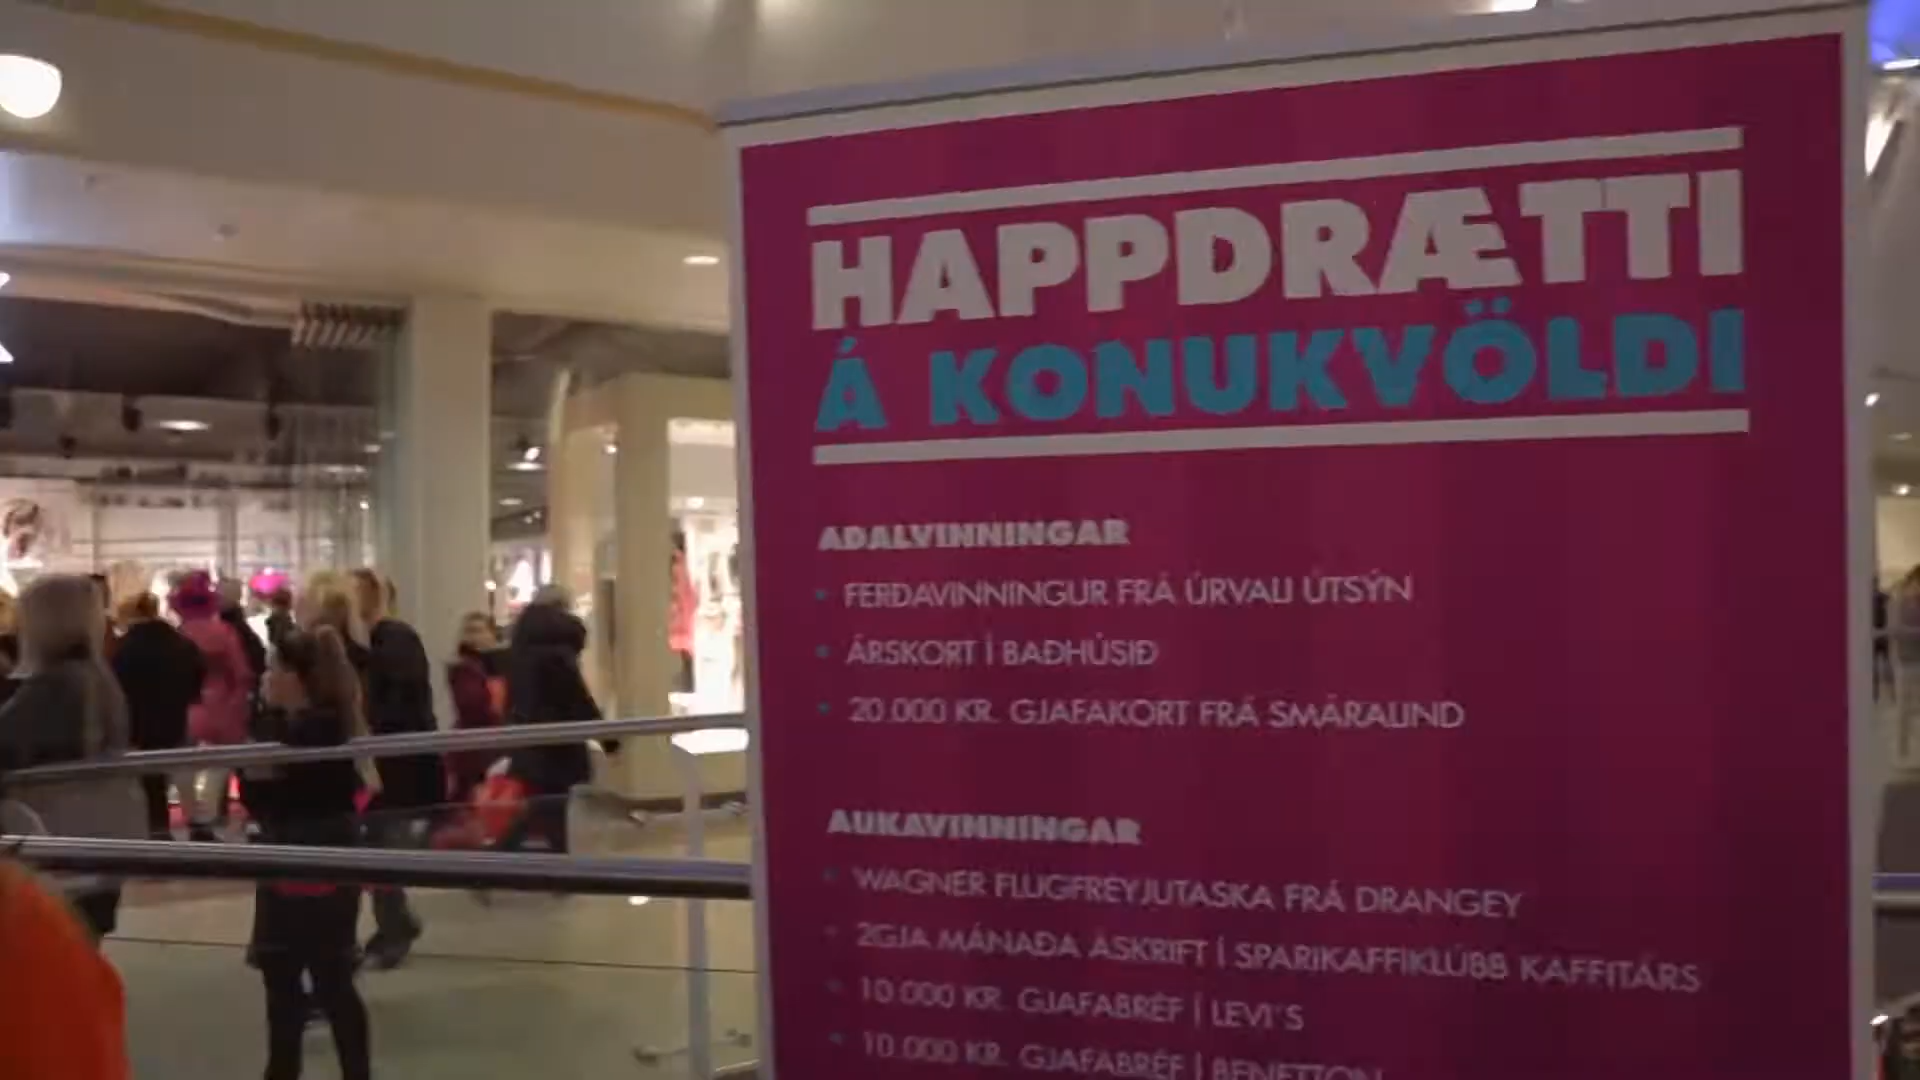 HAPPDRÆTTI
Á KONUKVÖLDI
AÐALVINNINGAR
• FERÐAVINNINGUR FRÁ ÚRVALI ÚTSÝN
• ÁRSKORT Í BAÐHÚSIÐ
• 20.000 KR. GJAFAKORT FRÁ SMÁRALIND
AUKAVINNINGAR
• WAGNER FLUGFREYJUTASKA FRÁ DRANGEY
• 2GJA MÁNAÐA ÁSKRIFT Í SPARIKAFFIKLÚBB KAFFITÁRS
• 10.000 KR. GJAFABRÉF Í LEVI'S
• 10.000 KR. GJAFABRÉF Í BENETTON